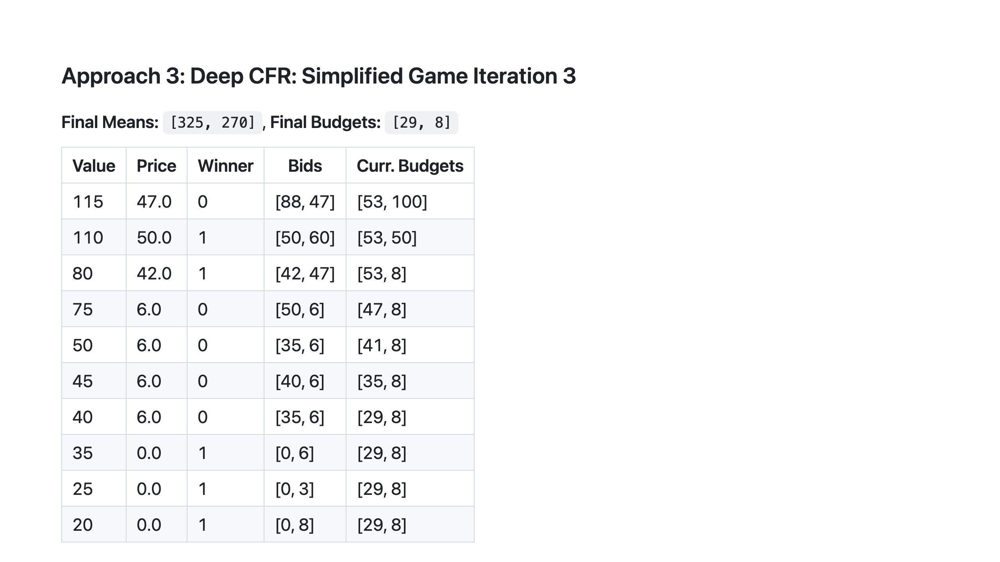 Approach 3: Deep CFR: Simplified Game Iteration 3
Final Means: [325, 270], Final Budgets: [29, 8]
Value Price Winner Bids Curr. Budgets
115 47.0 0 [88, 47] [53, 100]
110 50.0 1 [50, 60] [53, 50]
80 42.0 1 [42, 47] [53, 8]
75 6.0 0 [50, 6] [47, 8]
50 6.0 0 [35, 6] [41, 8]
45 6.0 0 [40, 6] [35, 8]
40 6.0 0 [35, 6] [29, 8]
35 0.0 1 [0, 6] [29, 8]
25 0.0 1 [0, 3] [29, 8]
20 0.0 1 [0, 8] [29, 8]